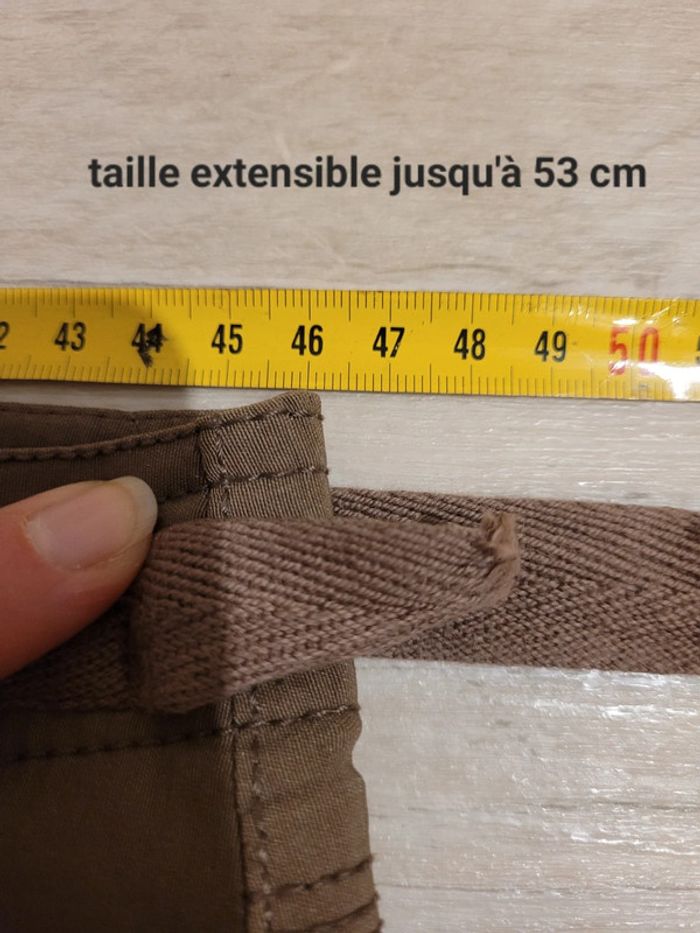 taille extensible jusqu'à 53 cm
43 44 45 46 47 48 49 50